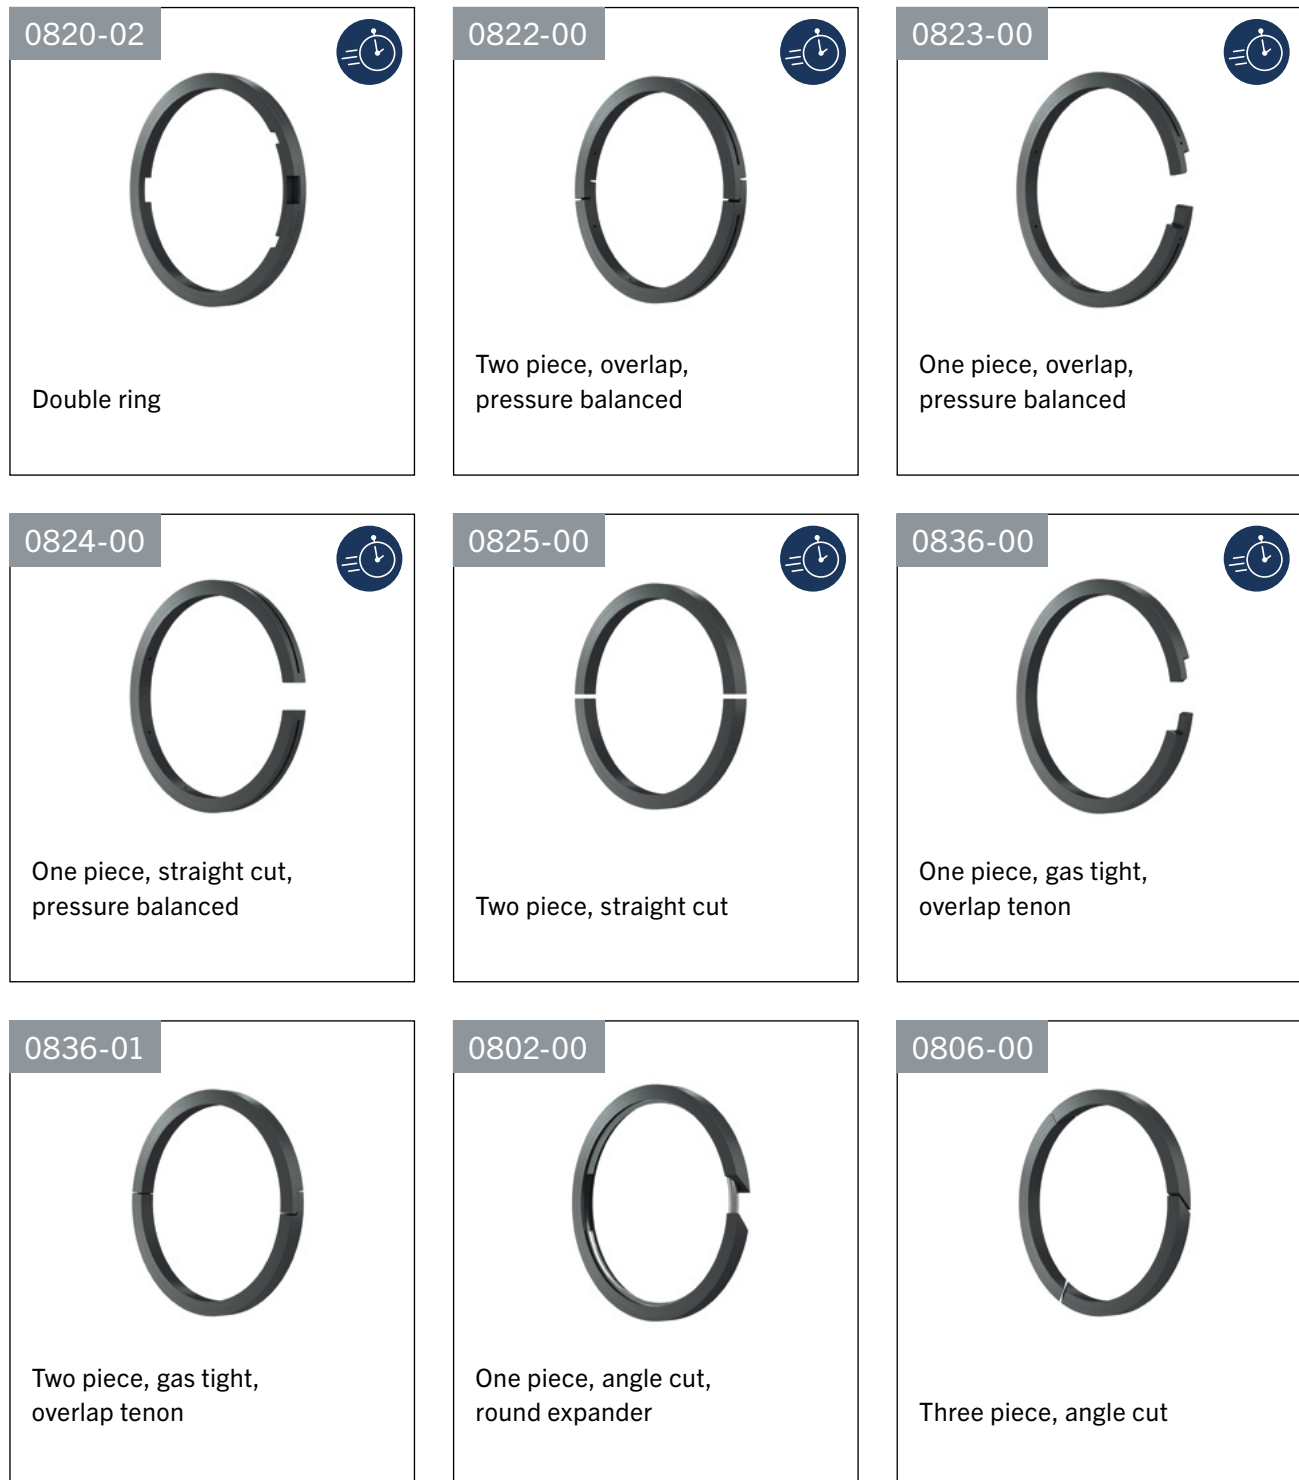 0820-02
Double ring
0822-00
Two piece, overlap,
pressure balanced
0823-00
One piece, overlap,
pressure balanced
0824-00
One piece, straight cut,
pressure balanced
0825-00
Two piece, straight cut
0836-00
One piece, gas tight,
overlap tenon
0836-01
Two piece, gas tight,
overlap tenon
0802-00
One piece, angle cut,
round expander
0806-00
Three piece, angle cut